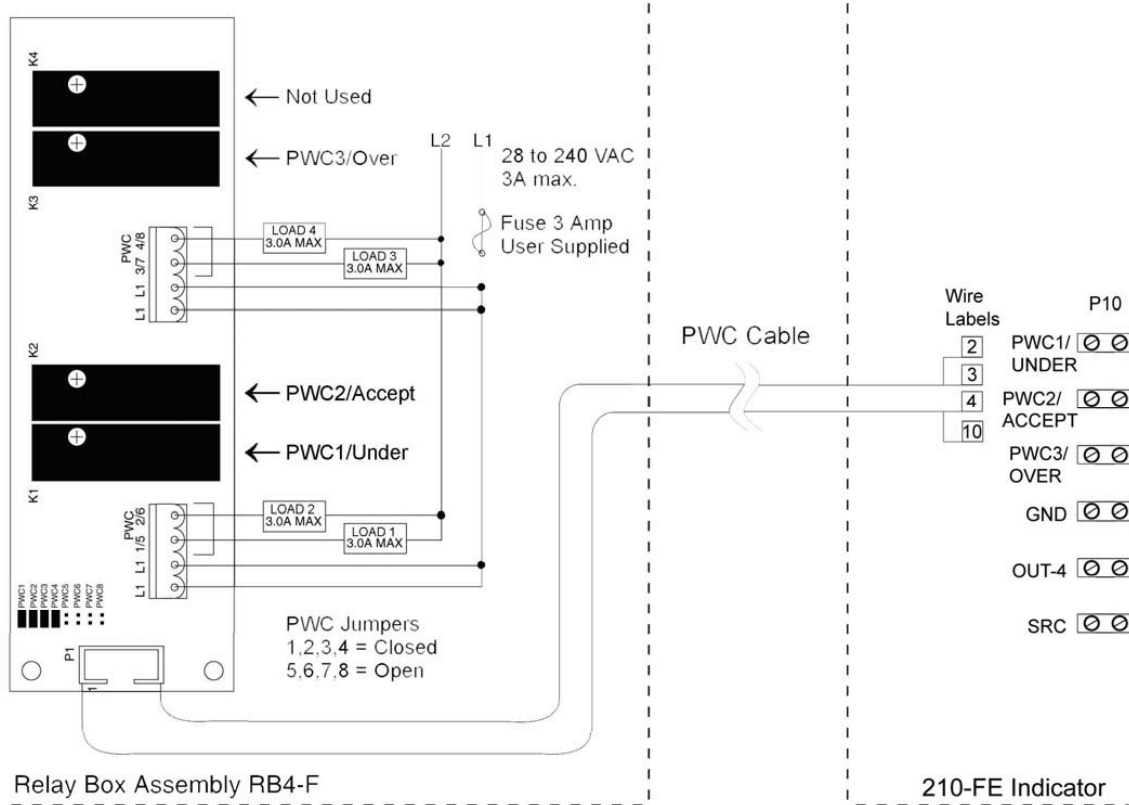 K4
Not Used
PWC3/Over
K3
L2
L1
28 to 240 VAC
3A max.
Fuse 3 Amp
User Supplied
PWC
4/8
3/7
L1
L1
LOAD 4
3.0A MAX
LOAD 3
3.0A MAX
K2
PWC2/Accept
PWC1/Under
K1
PWC
2/6
1/5
L1
L1
LOAD 2
3.0A MAX
LOAD 1
3.0A MAX
PWC1
PWC2
PWC3
PWC4
PWC5
PWC6
PWC7
PWC8
PWC Jumpers
1,2,3,4 = Closed
5,6,7,8 = Open
P1
1
PWC Cable
Wire
Labels
P10
2
3
4
10
PWC1/
UNDER
PWC2/
ACCEPT
PWC3/
OVER
GND
OUT-4
SRC
Relay Box Assembly RB4-F
210-FE Indicator